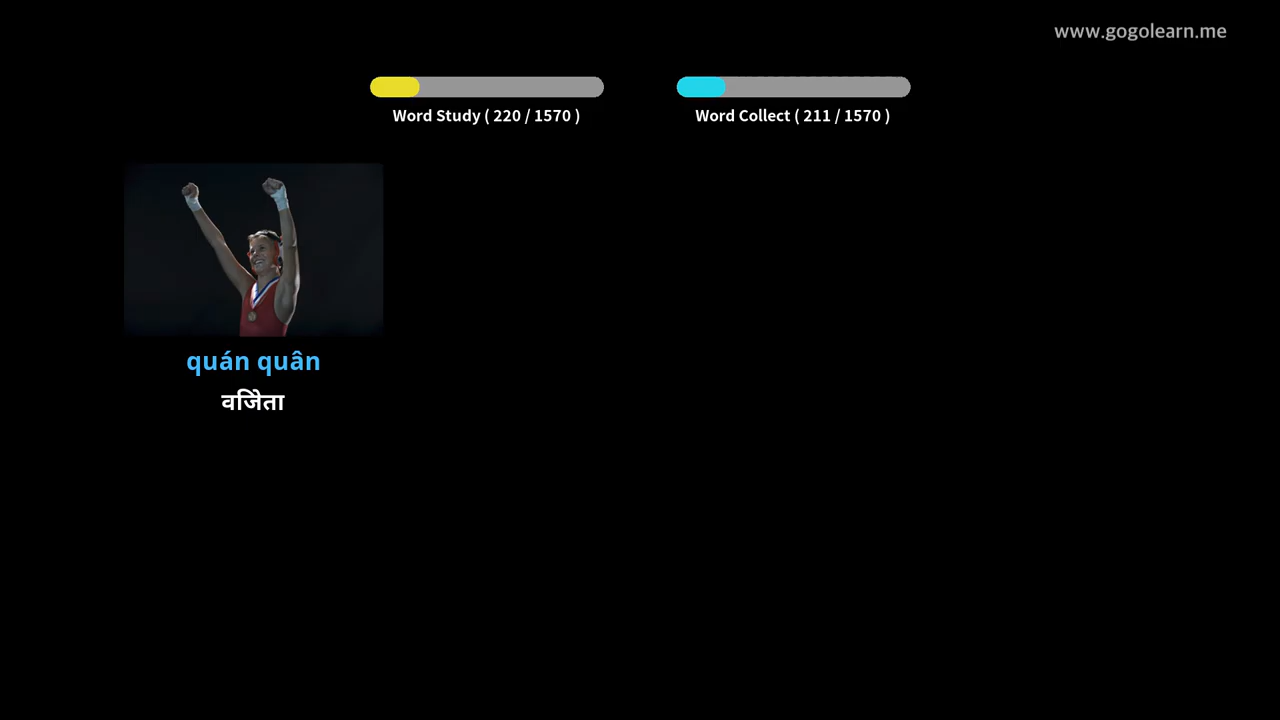 www.gogolearn.me
Word Study ( 220 / 1570 )
Word Collect ( 211 / 1570 )
quán quân
विजेता